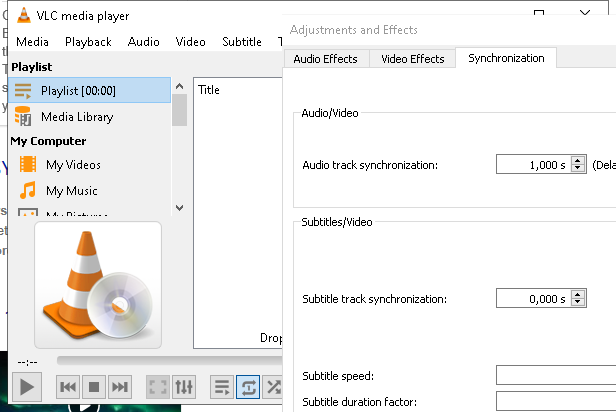 VLC media player
Media Playback Audio Video Subtitle
Adjustments and Effects
Audio Effects Video Effects Synchronization
Playlist
Playlist [00:00]
Media Library
My Computer
My Videos
My Music
My Pictures
Title
Audio/Video
Audio track synchronization: 1,000 s (Dela
Subtitles/Video
Subtitle track synchronization: 0,000 s
Drop
--:--
Subtitle speed:
Subtitle duration factor: